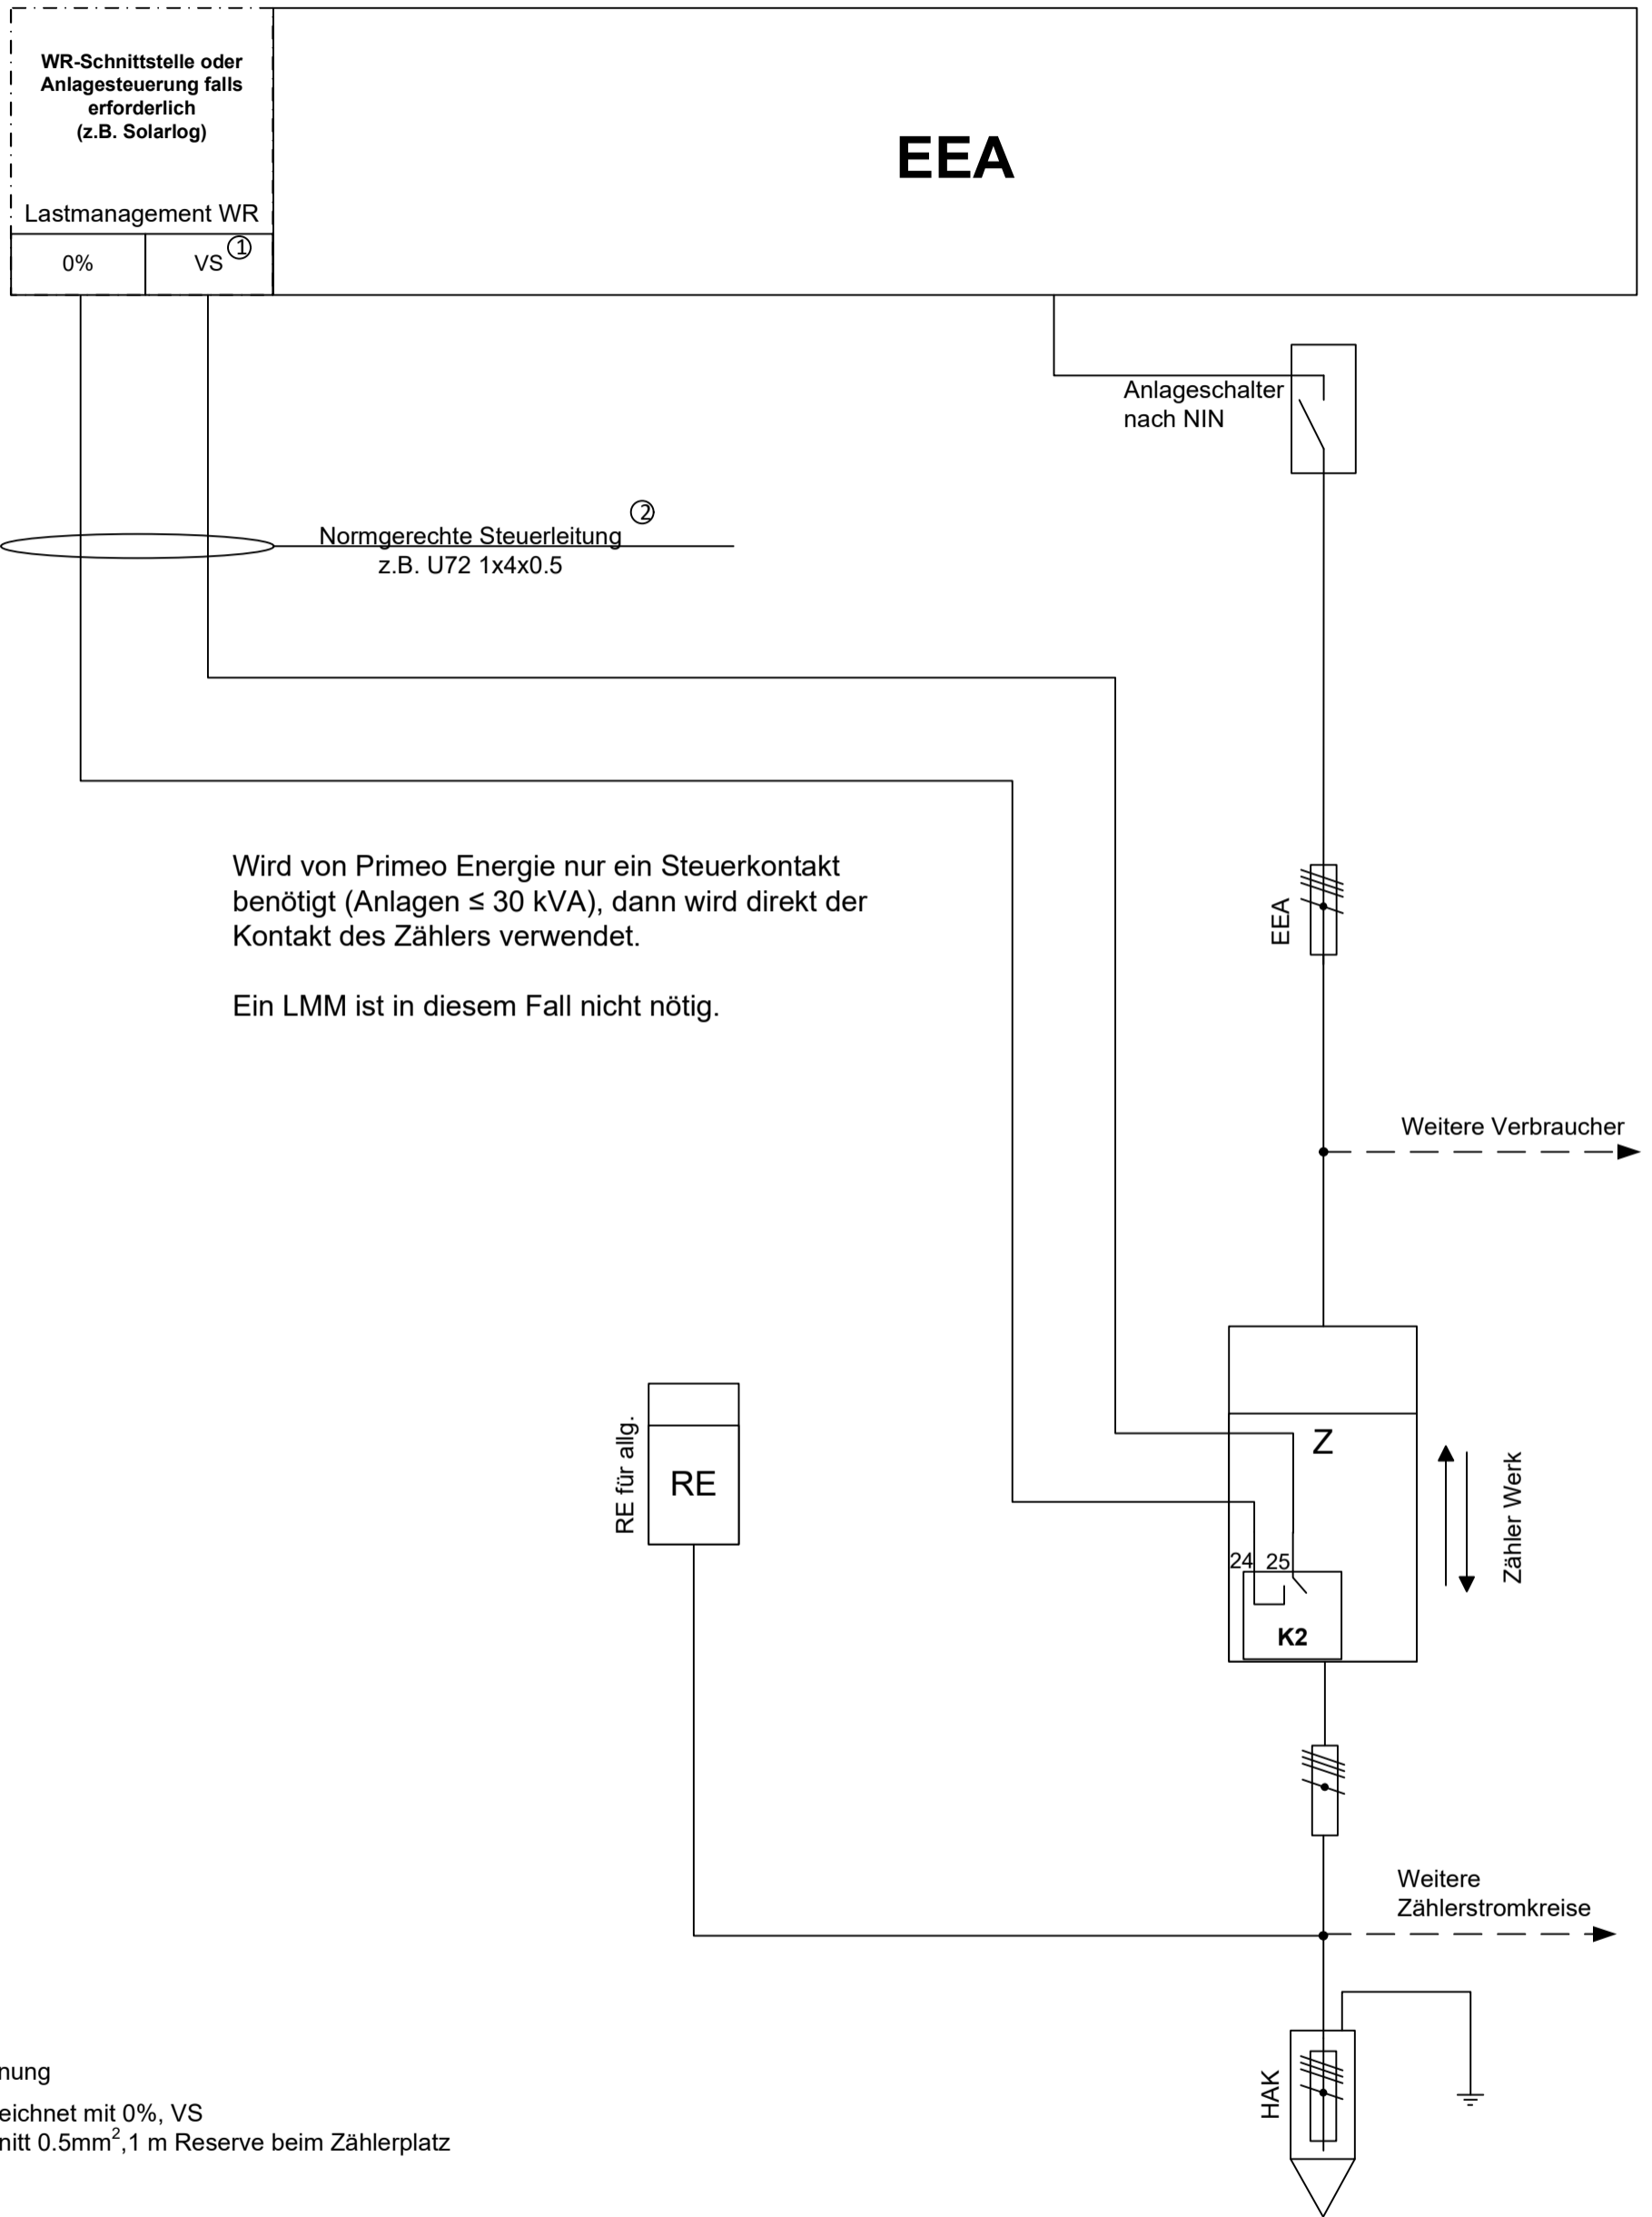 WR-Schnittstelle oder
Anlagesteuerung falls
erforderlich
(z.B. Solarlog)
EEA
Lastmanagement WR
0%
VS ①
Anlageschalter
nach NIN
②
Normgerechte Steuerleitung
z.B. U72 1x4x0.5
Wird von Primeo Energie nur ein Steuerkontakt
benötigt (Anlagen ≤ 30 kVA), dann wird direkt der
Kontakt des Zählers verwendet.
Ein LMM ist in diesem Fall nicht nötig.
EEA
Weitere Verbraucher
RE für allg.
RE
Z
Zähler Werk
24 25
K2
Weitere
Zählerstromkreise
HAK
mit 0%, VS
0.5mm²,1 m Reserve beim Zählerplatz